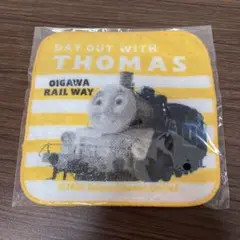 DAY OUT WITH
THOMAS
OIGAWA
RAIL WAY